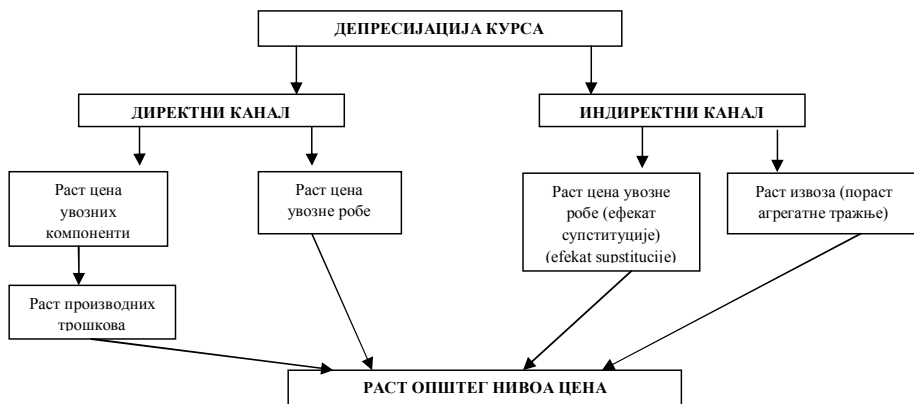 ДЕПРЕСИЈАЦИЈА КУРСА
ДИРЕКТНИ КАНАЛ
ИНДИРЕКТНИ КАНАЛ
Раст цена
увозних
компоненти
Раст цена
увозне робе
Раст цена увозне
робе (ефекат
супституције)
(efekat supstitucije)
Раст извоза (пораст
агрегатне тражње)
Раст производних
трошкова
РАСТ ОПШТЕГ НИВОА ЦЕНА